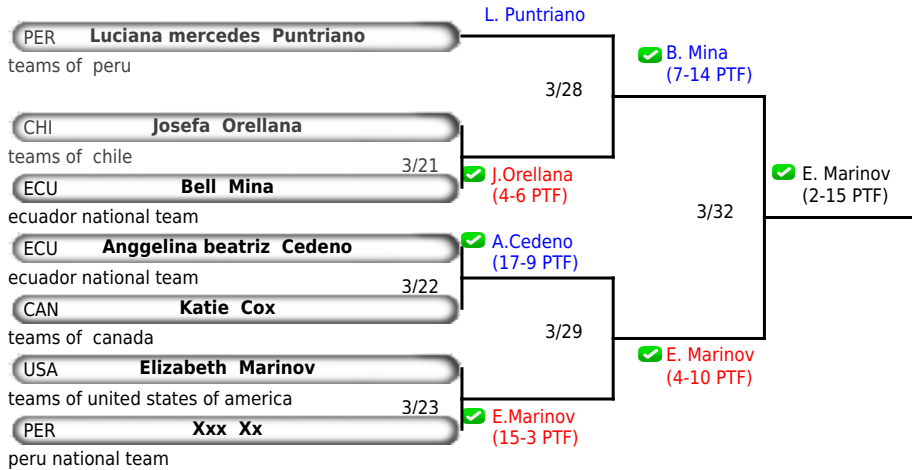 L. Puntriano
PER Luciana mercedes Puntriano
teams of peru
B. Mina
(7-14 PTF)
3/28
CHI Josefa Orellana
teams of chile
3/21
J.Orellana
(4-6 PTF)
ECU Bell Mina
ecuador national team
E. Marinov
(2-15 PTF)
3/32
ECU Anggelina beatriz Cedeno
ecuador national team
A.Cedeno
(17-9 PTF)
3/22
CAN Katie Cox
teams of canada
3/29
E. Marinov
(4-10 PTF)
USA Elizabeth Marinov
teams of united states of america
3/23
E.Marinov
(15-3 PTF)
PER Xxx Xx
peru national team